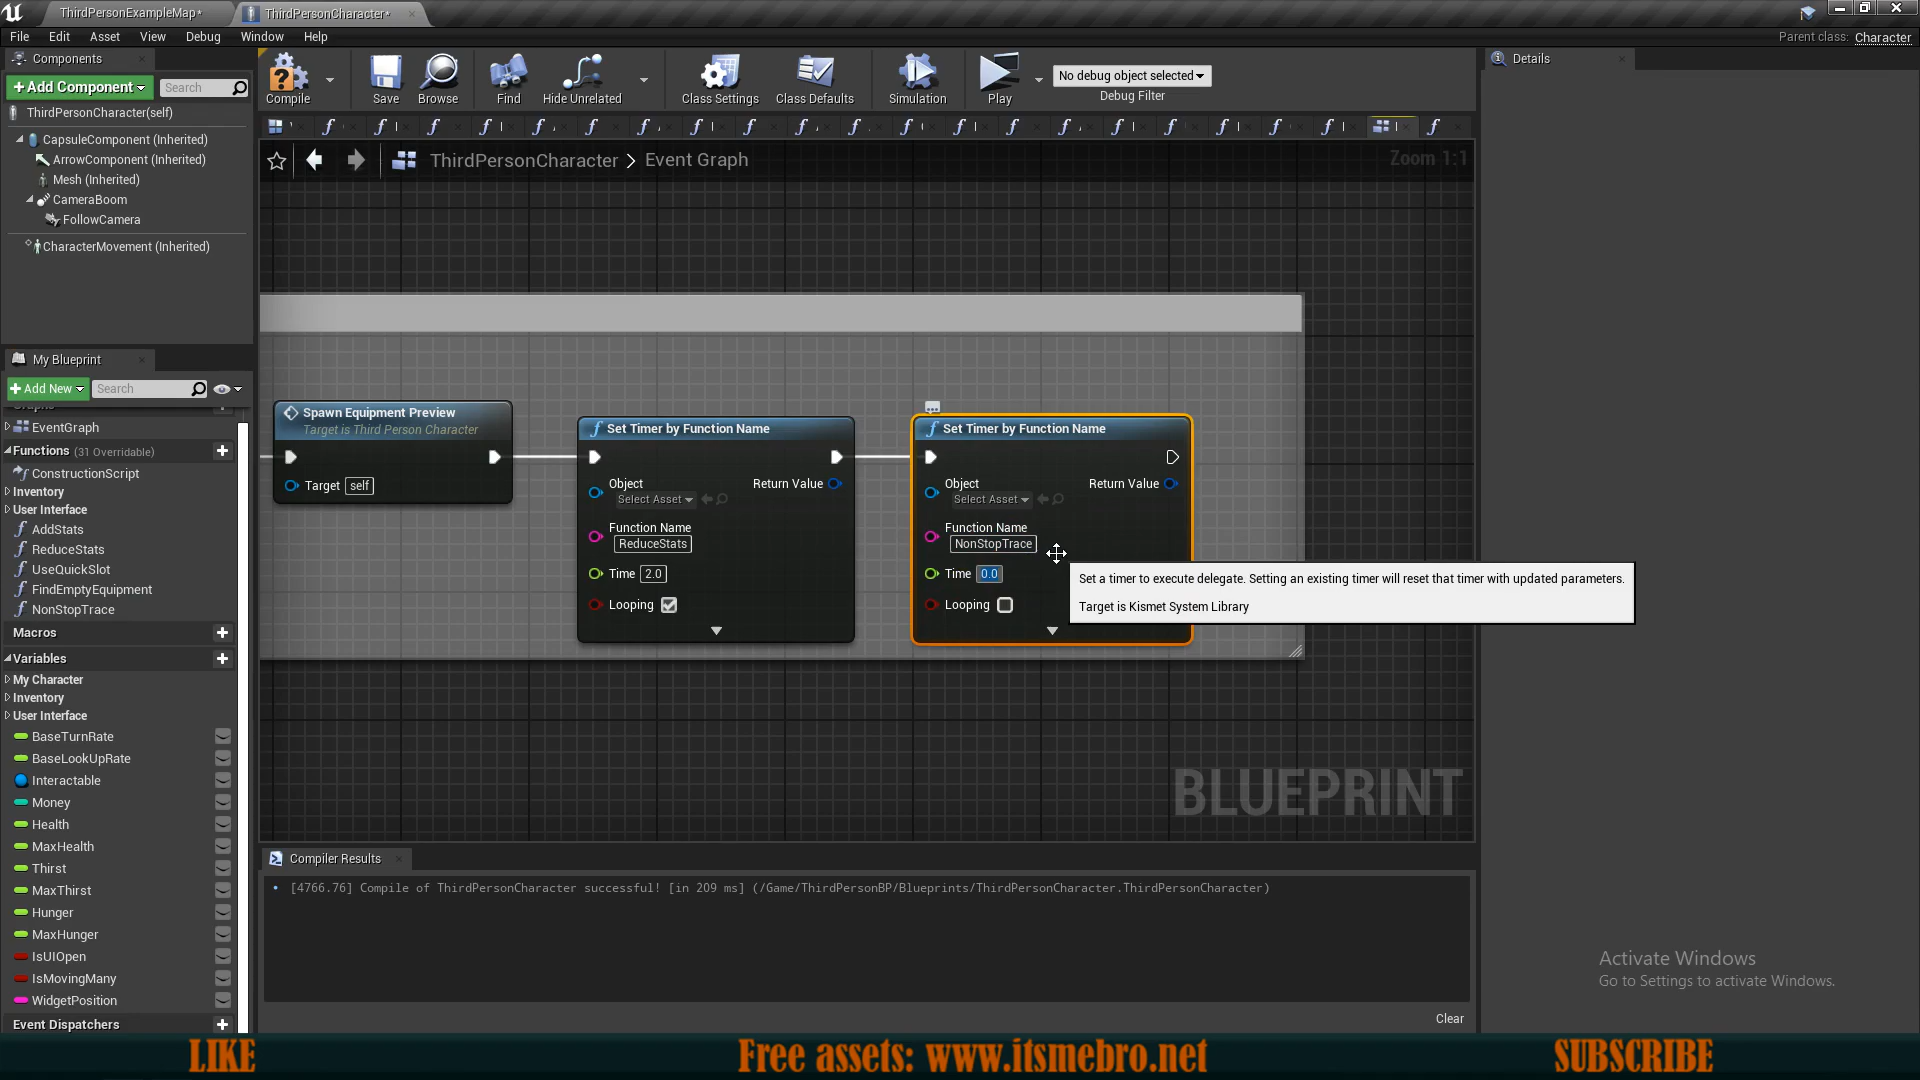 ThirdPersonExampleMap*
ThirdPersonCharacter*
File Edit Asset View Debug Window Help
Parent class: Character
Components
+Add Component
Search
ThirdPersonCharacter(self)
CapsuleComponent (Inherited)
ArrowComponent (Inherited)
Mesh (Inherited)
CameraBoom
FollowCamera
CharacterMovement (Inherited)
Compile
Save
Browse
Find
Hide Unrelated
Class Settings
Class Defaults
Simulation
Play
No debug object selected
Debug Filter
Details
ThirdPersonCharacter > Event Graph
Zoom 1:1
My Blueprint
+Add New
Search
EventGraph
Functions (31 Overridable)
ConstructionScript
Inventory
User Interface
AddStats
ReduceStats
UseQuickSlot
FindEmptyEquipment
NonStopTrace
Macros
Variables
My Character
Inventory
User Interface
BaseTurnRate
BaseLookUpRate
Interactable
Money
Health
MaxHealth
Thirst
MaxThirst
Hunger
MaxHunger
IsUIOpen
IsMovingMany
WidgetPosition
Event Dispatchers
Spawn Equipment Preview
Target is Third Person Character
Target self
Set Timer by Function Name
Object
Select Asset
Return Value
Function Name
ReduceStats
Time 2.0
Looping
Set Timer by Function Name
Object
Select Asset
Return Value
Function Name
NonStopTrace
Time 0.0
Looping
Set a timer to execute delegate. Setting an existing timer will reset that timer with updated parameters.
Target is Kismet System Library
BLUEPRINT
Compiler Results
[4766.76] Compile of ThirdPersonCharacter successful! [in 209 ms] (/Game/ThirdPersonBP/Blueprints/ThirdPersonCharacter.ThirdPersonCharacter)
Clear
Activate Windows
Go to Settings to activate Windows.
LIKE
Free assets: www.itsmebro.net
SUBSCRIBE